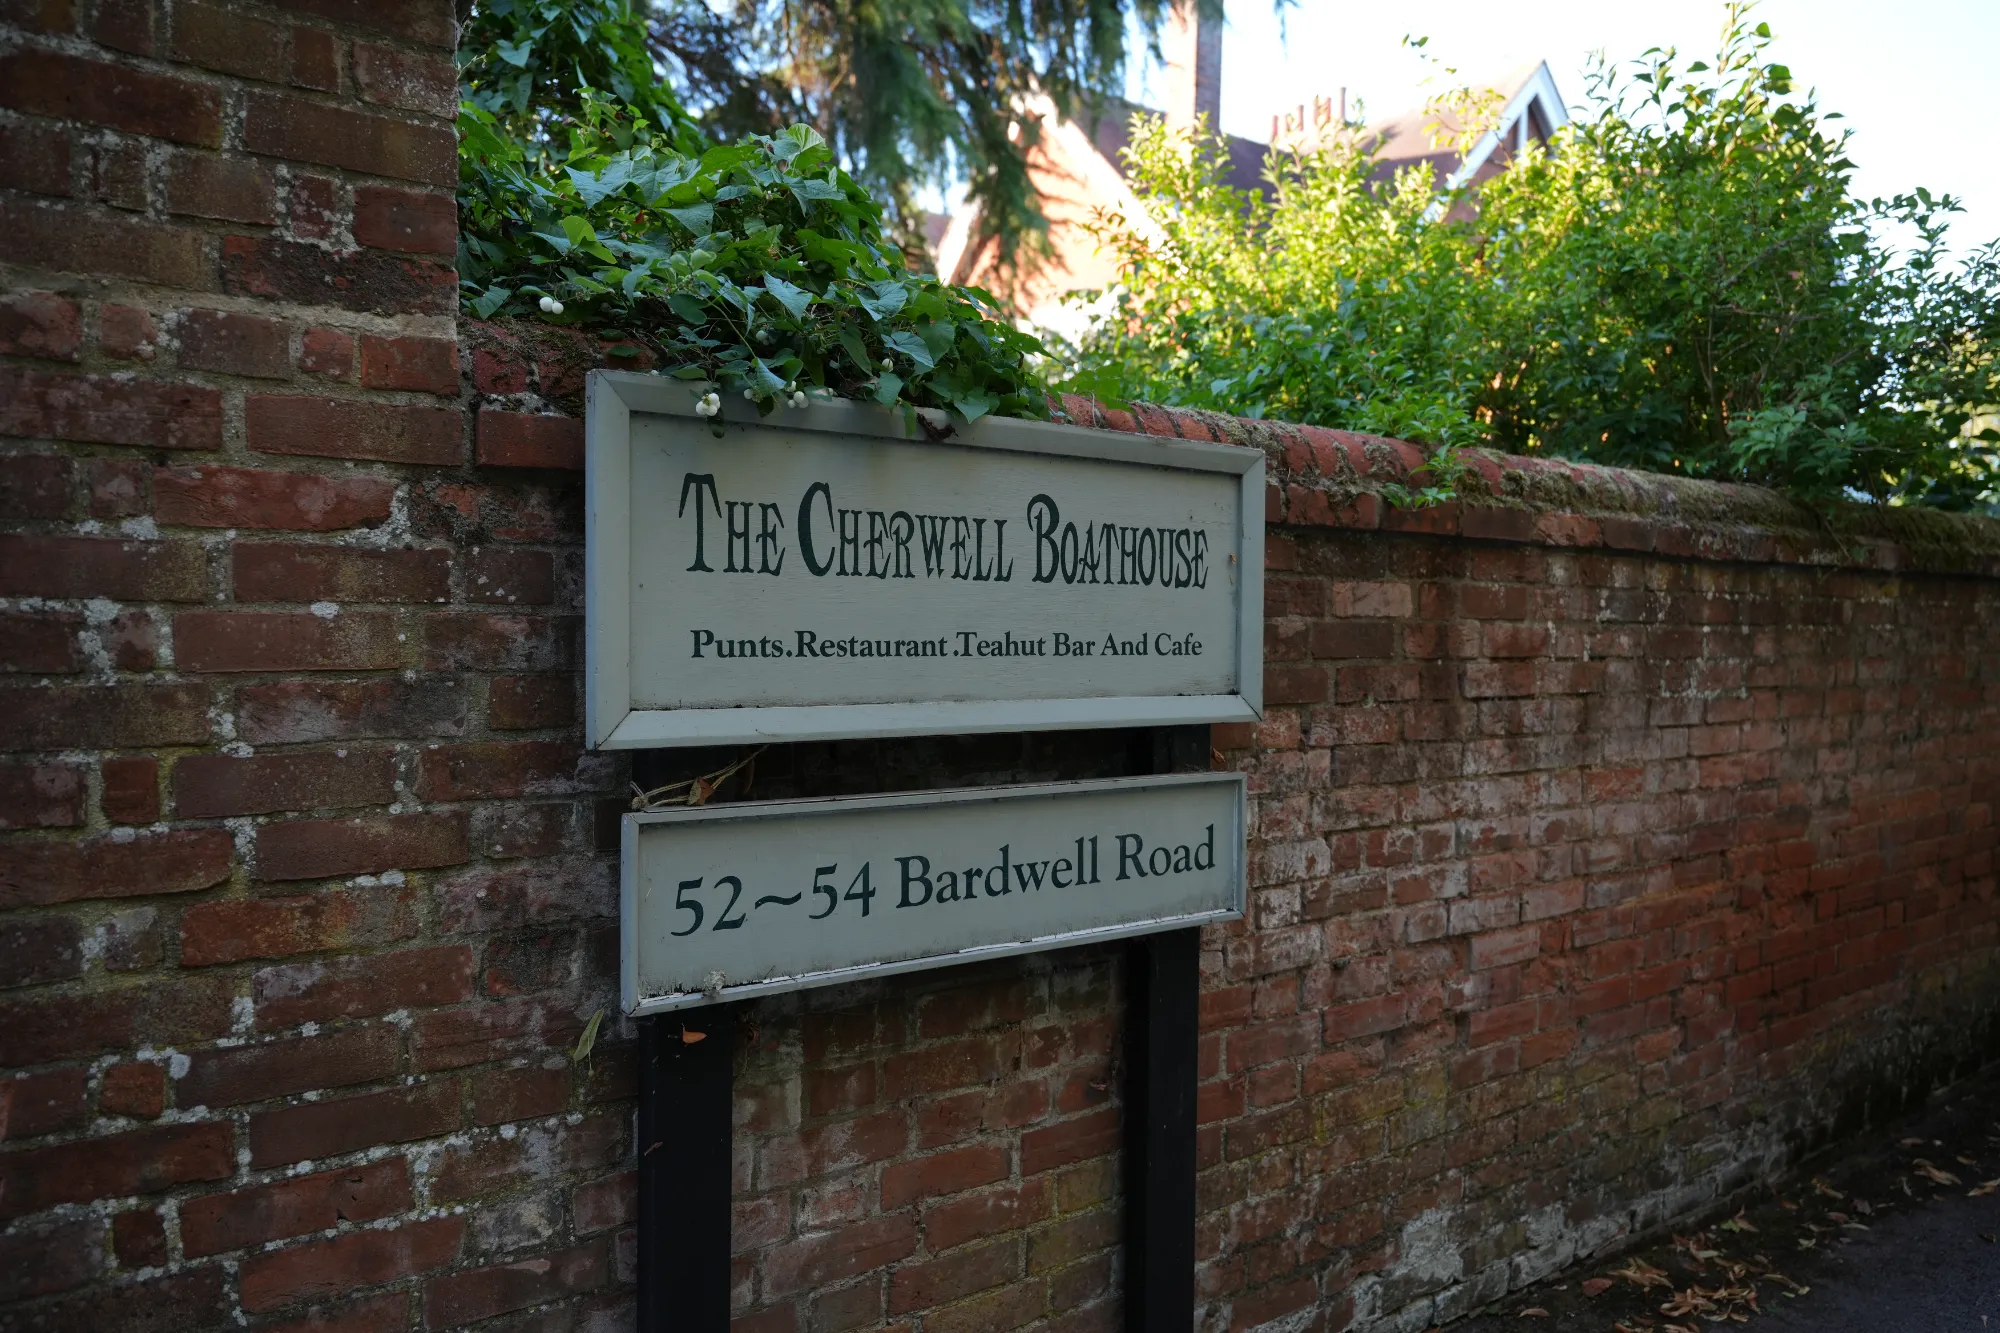 The Cherwell Boathouse
Punts.Restaurant.Teahut Bar And Cafe
52~54 Bardwell Road